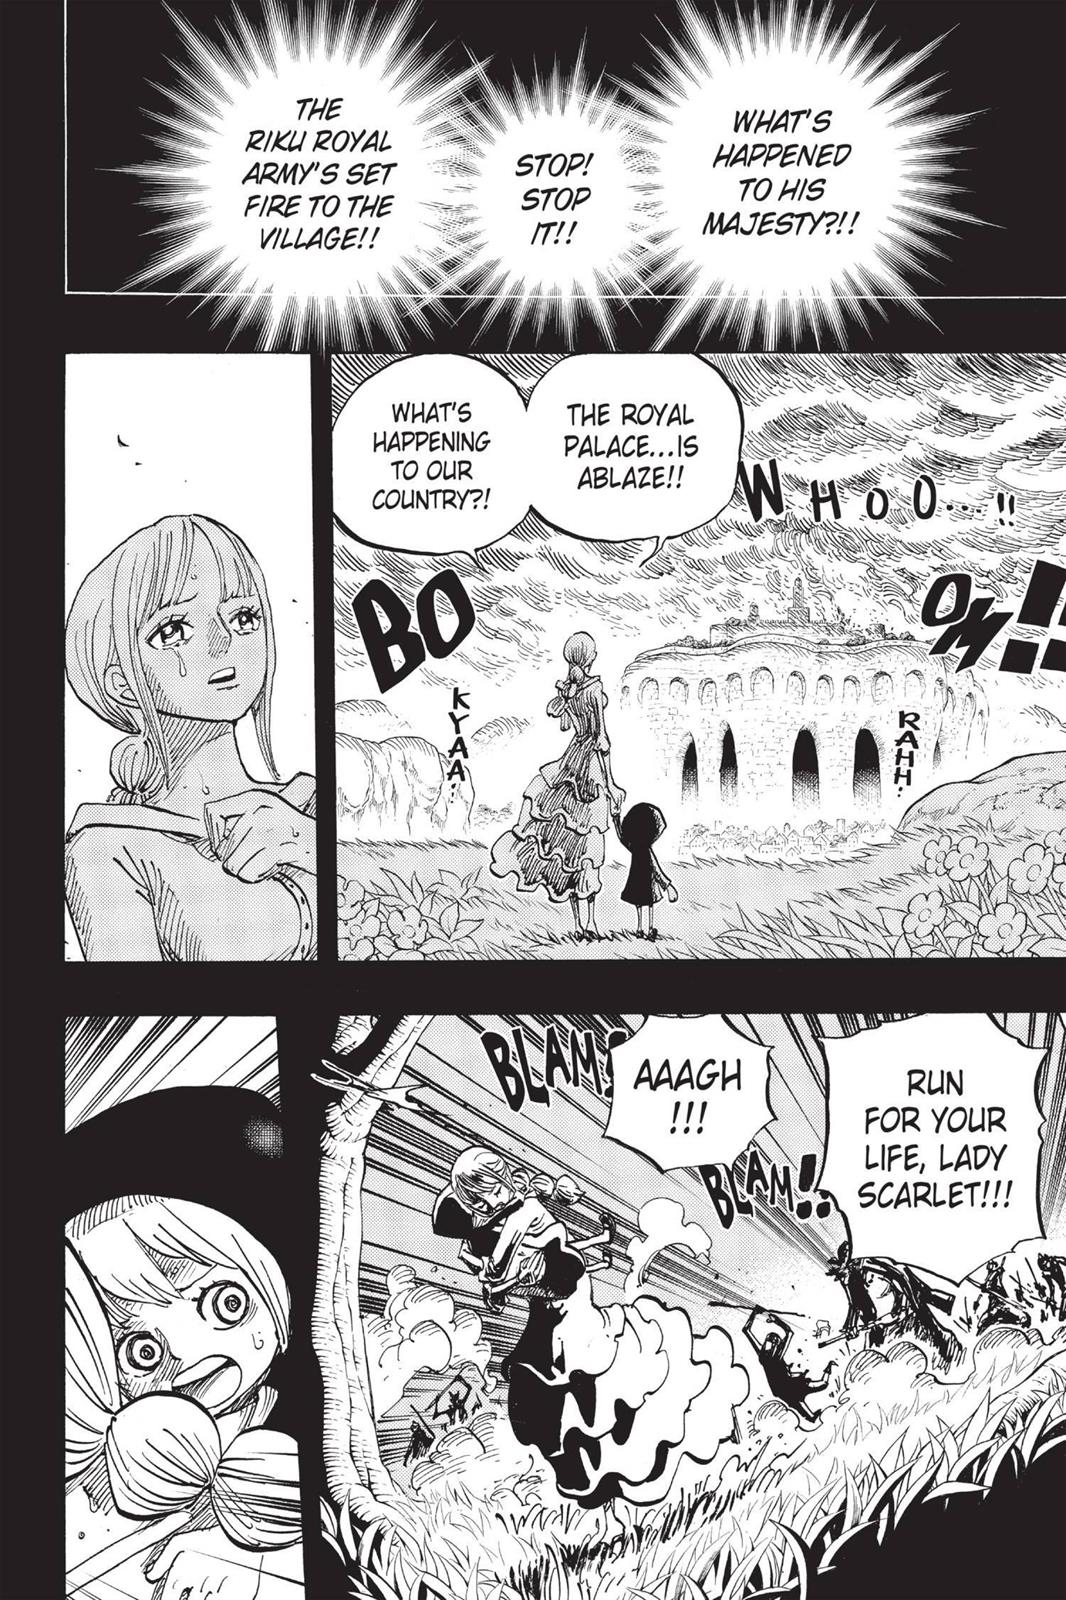 WHAT'S
HAPPENED
TO HIS
MAJESTY?!!
STOP!
STOP
IT!!
THE
RIKU ROYAL
ARMY'S SET
FIRE TO THE
VILLAGE!!
THE ROYAL
PALACE...IS
ABLAZE!!
WHAT'S
HAPPENING
TO OUR
COUNTRY?!
WHOO...!!
BOOM!!
RAHH!
KYAA!
RUN
FOR YOUR
LIFE, LADY
SCARLET!!!
AAAGH
!!!
BLAM!!
BLAM!!